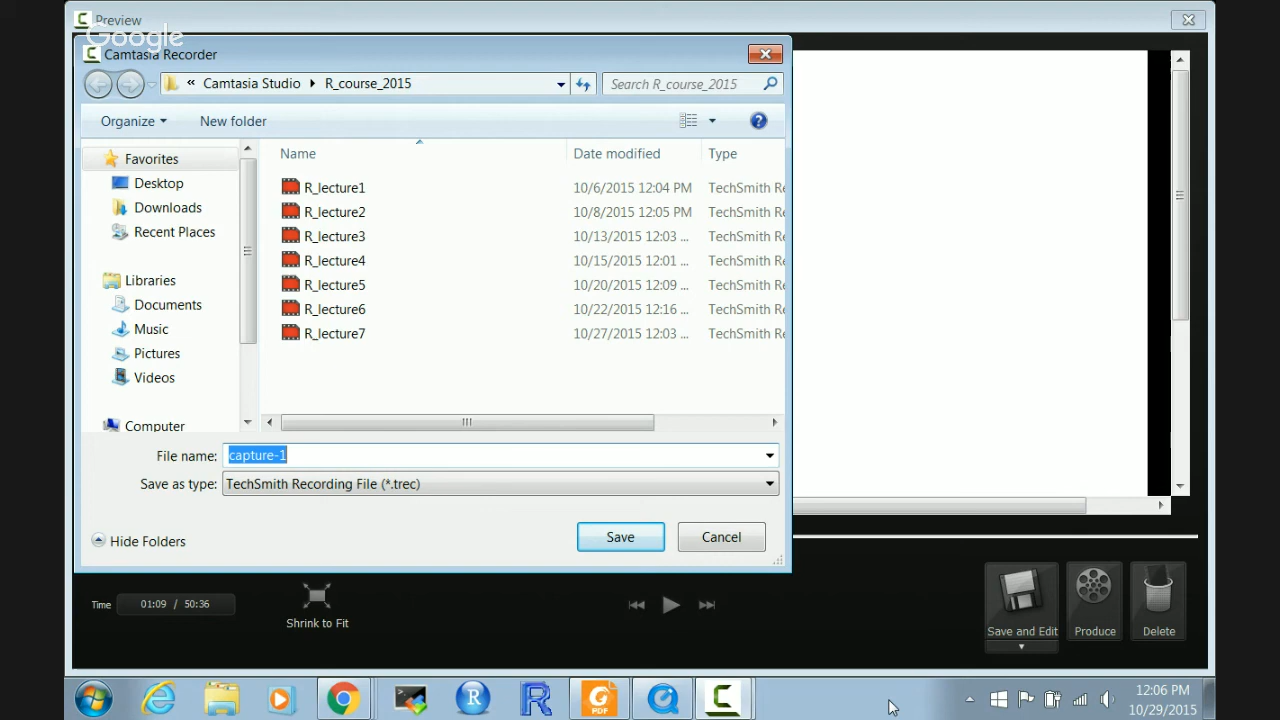 Preview
Google
Camtasia Recorder
« Camtasia Studio R_course_2015
Search R_course_2015
Organize New folder
Name Date modified Type
Favorites
Desktop
Downloads
Recent Places
Libraries
Documents
Music
Pictures
Videos
Computer
R_lecture1 10/6/2015 12:04 PM TechSmith Re
R_lecture2 10/8/2015 12:05 PM TechSmith Re
R_lecture3 10/13/2015 12:03 ... TechSmith Re
R_lecture4 10/15/2015 12:01 ... TechSmith Re
R_lecture5 10/20/2015 12:09 ... TechSmith Re
R_lecture6 10/22/2015 12:16 ... TechSmith Re
R_lecture7 10/27/2015 12:03 ... TechSmith Re
File name: capture-1
Save as type: TechSmith Recording File (*.trec)
Hide Folders
Save Cancel
Time 01:09 / 50:36
Shrink to Fit
Save and Edit Produce Delete
PDF
12:06 PM
10/29/2015